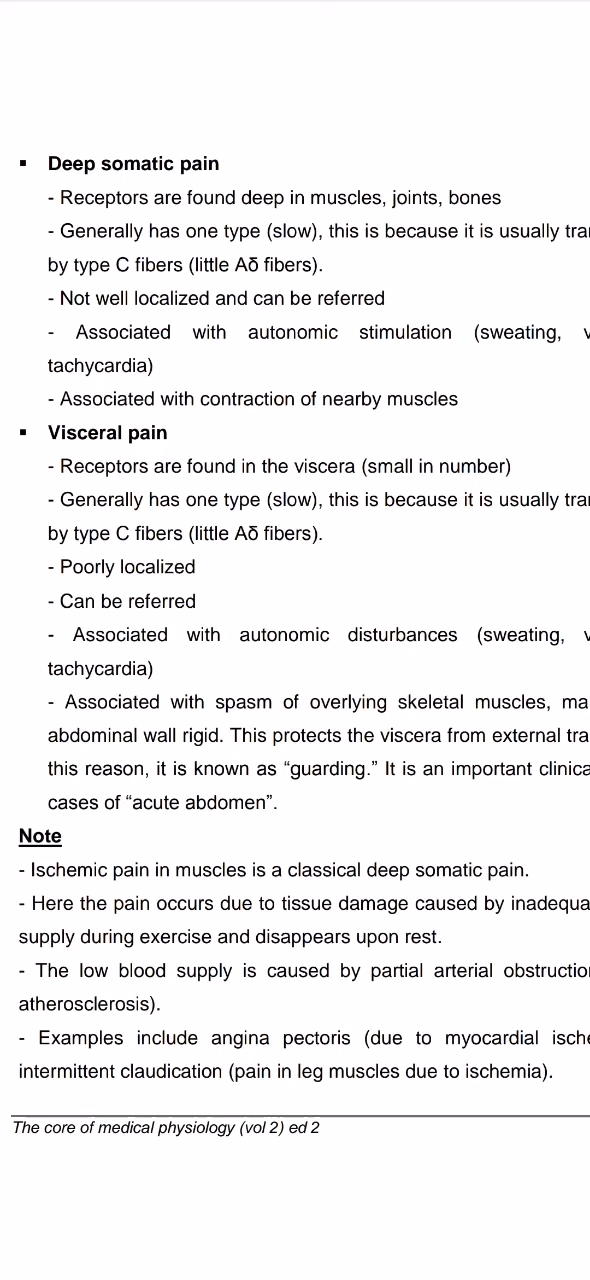 ▪ Deep somatic pain
- Receptors are found deep in muscles, joints, bones
- Generally has one type (slow), this is because it is usually
by type C fibers (little Aδ fibers).
- Not well localized and can be referred
- Associated with autonomic stimulation (sweating,
tachycardia)
- Associated with contraction of nearby muscles
▪ Visceral pain
- Receptors are found in the viscera (small in number)
- Generally has one type (slow), this is because it is usually
by type C fibers (little Aδ fibers).
- Poorly localized
- Can be referred
- Associated with autonomic disturbances (sweating,
tachycardia)
- Associated with spasm of overlying skeletal muscles,
abdominal wall rigid. This protects the viscera from external
this reason, it is known as “guarding.” It is an important
cases of “acute abdomen”.
Note
- Ischemic pain in muscles is a classical deep somatic pain.
- Here the pain occurs due to tissue damage caused by
supply during exercise and disappears upon rest.
- The low blood supply is caused by partial arterial
atherosclerosis).
- Examples include angina pectoris (due to myocardial
intermittent claudication (pain in leg muscles due to ischemia).
The core of medical physiology (vol 2) ed 2